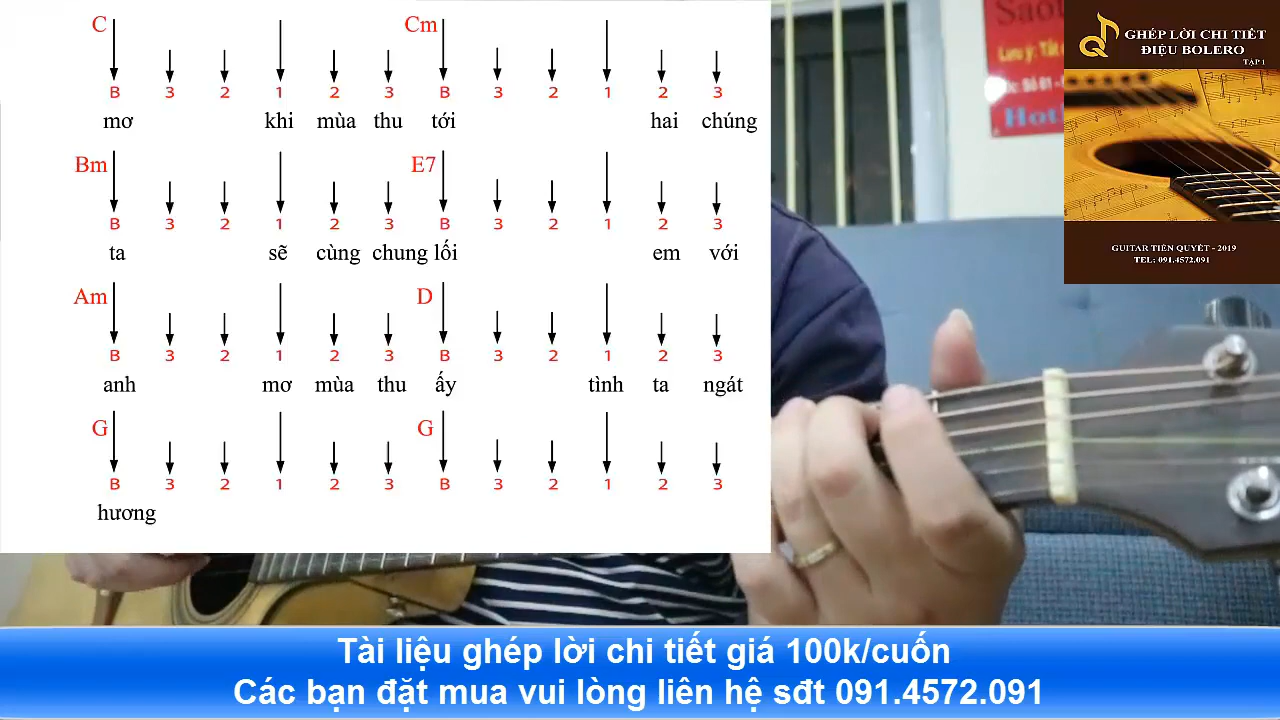 C Cm
B 3 2 1 2 3 B 3 2 1 2 3
mơ khi mùa thu tới hai chúng
Bm E7
B 3 2 1 2 3 B 3 2 1 2 3
ta sẽ cùng chung lối em với
Am D
B 3 2 1 2 3 B 3 2 1 2 3
anh mơ mùa thu ấy tình ta ngát
G G
B 3 2 1 2 3 B 3 2 1 2 3
hương
Lưu ý: Tất
Số 81
Hot
GHÉP LỜI CHI TIẾT
ĐIỆU BOLERO
TẬP 1
GUITAR TIẾN QUYẾT - 2019
TEL: 091.4572.091
Tài liệu ghép lời chi tiết giá 100k/cuốn
Các bạn đặt mua vui lòng liên hệ sđt 091.4572.091